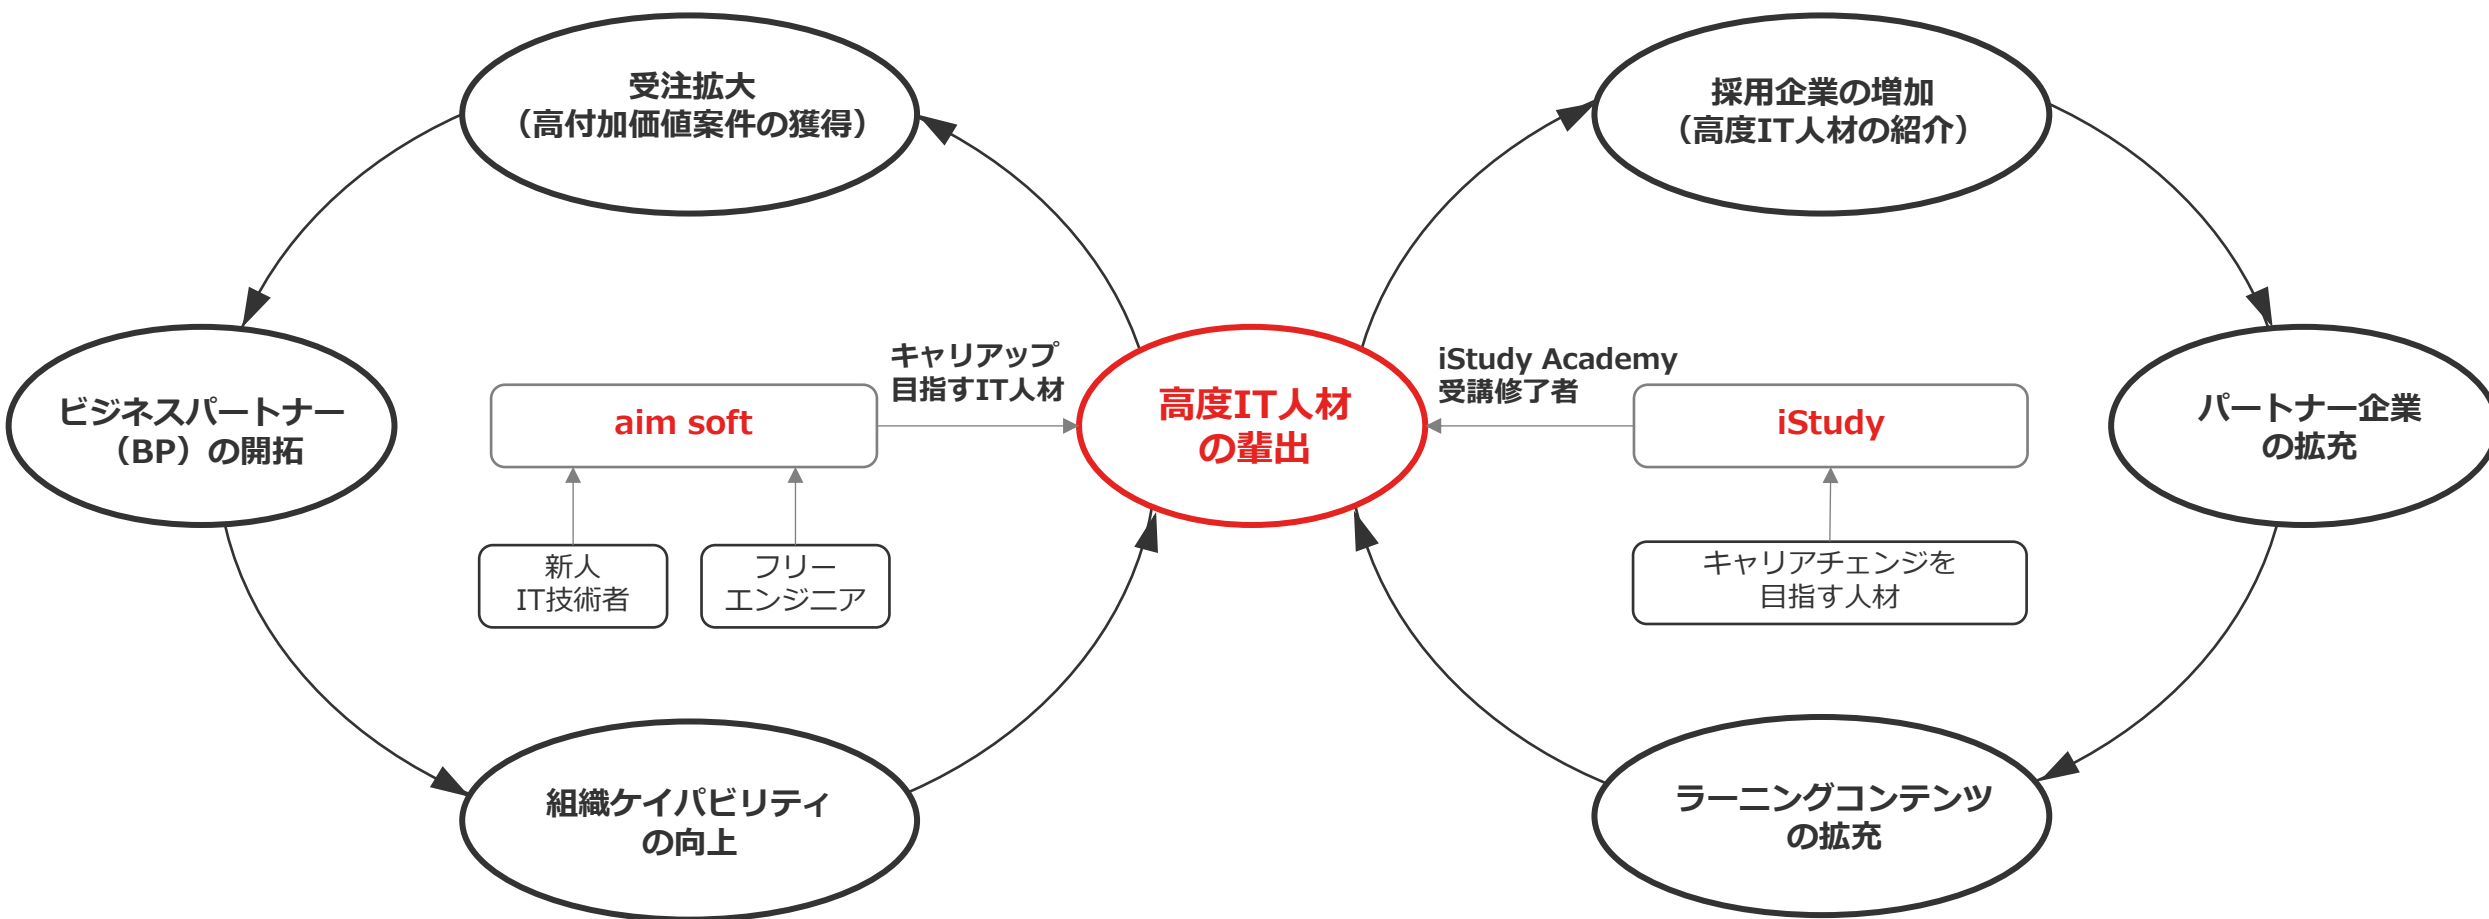 受注拡大
（高付加価値案件の獲得）
採用企業の増加
（高度IT人材の紹介）
ビジネスパートナー
（BP）の開拓
aim soft
キャリアップ
目指すIT人材
高度IT人材
の輩出
iStudy Academy
受講修了者
iStudy
パートナー企業
の拡充
新人
IT技術者
フリー
エンジニア
キャリアチェンジを
目指す人材
組織ケイパビリティ
の向上
ラーニングコンテンツ
の拡充